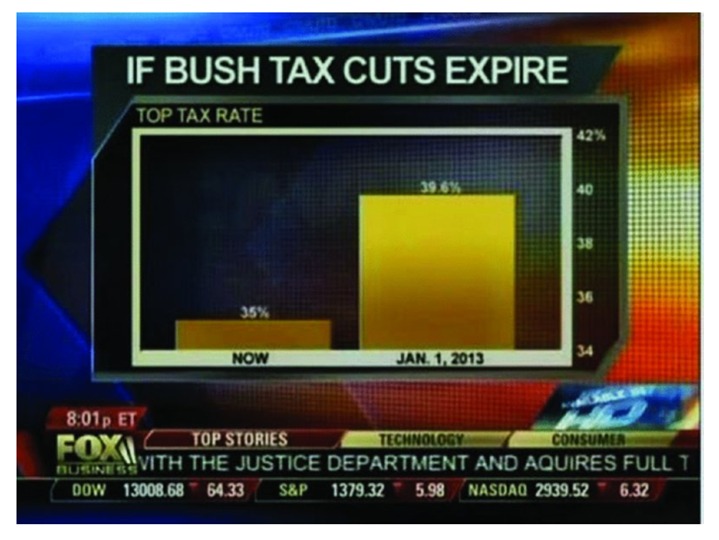 IF BUSH TAX CUTS EXPIRE
TOP TAX RATE
42%
40
38
36
34
39.6%
35%
NOW JAN. 1, 2013
8:01p ET
FOX
BUSINESS
TOP STORIES TECHNOLOGY CONSUMER
WITH THE JUSTICE DEPARTMENT AND AQUIRES FULL T
DOW 13008.68 64.33 S&P 1379.32 5.98 NASDAQ 2939.52 6.32